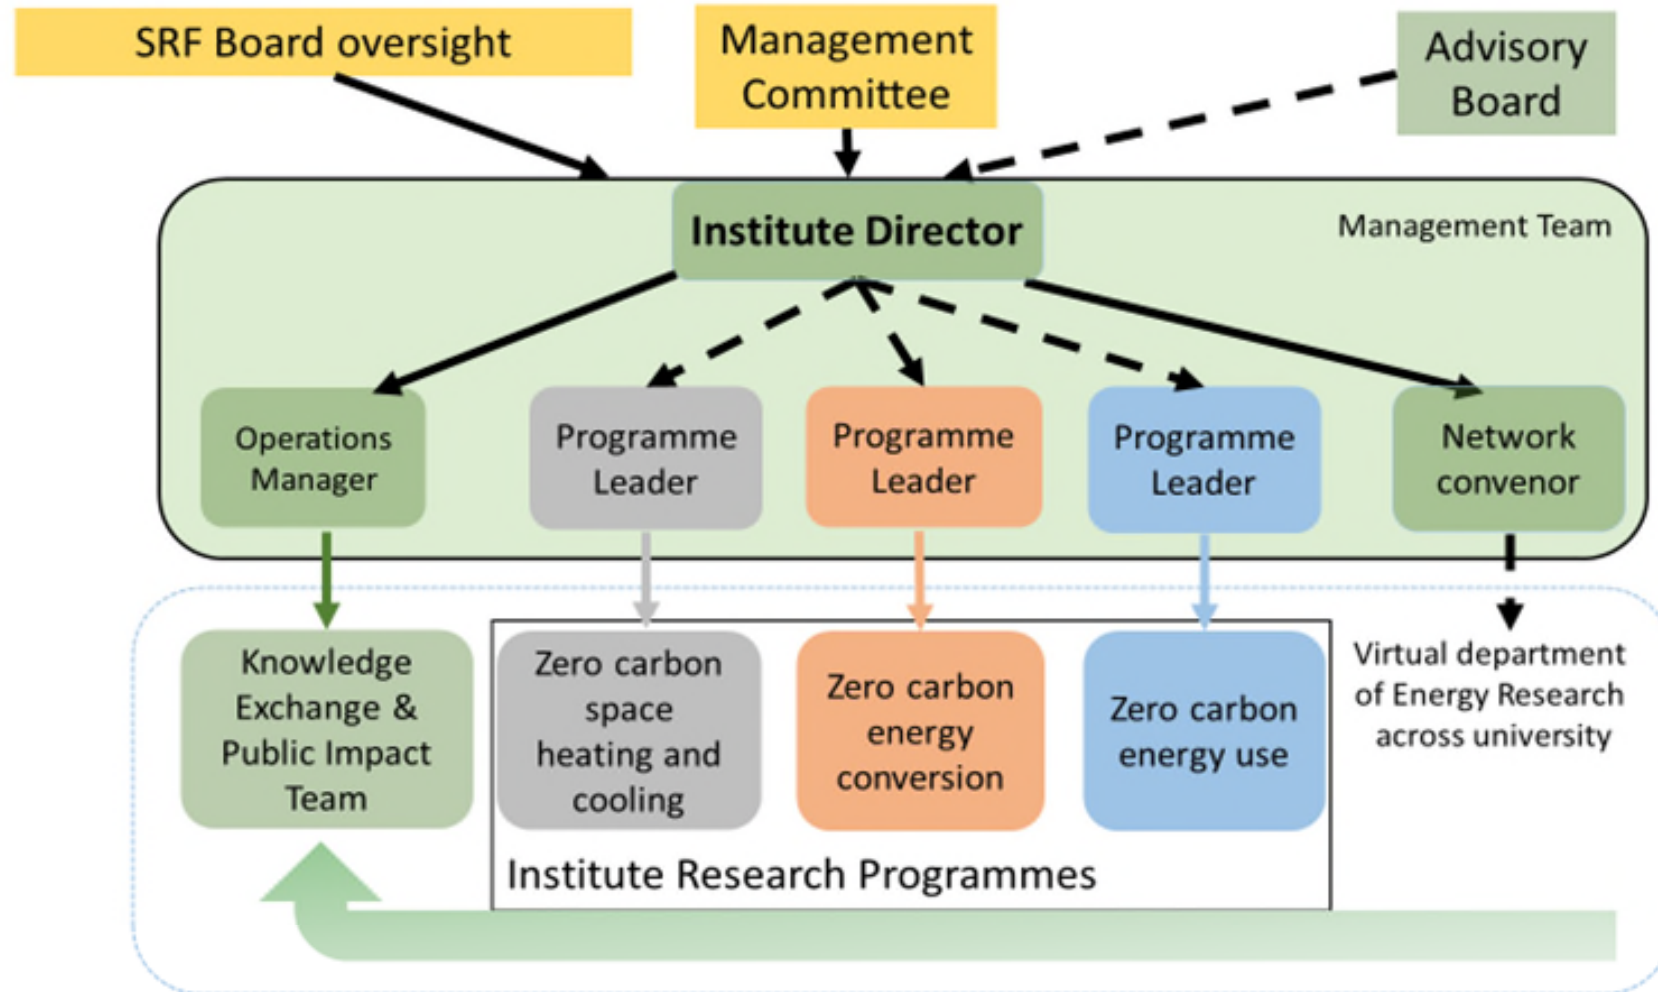 SRF Board oversight
Management
Committee
Advisory
Board
Institute Director
Management Team
Operations
Manager
Programme
Leader
Programme
Leader
Programme
Leader
Network
convenor
Knowledge
Exchange &
Public Impact
Team
Zero carbon
space
heating and
cooling
Zero carbon
energy
conversion
Zero carbon
energy use
Virtual department
of Energy Research
across university
Institute Research Programmes